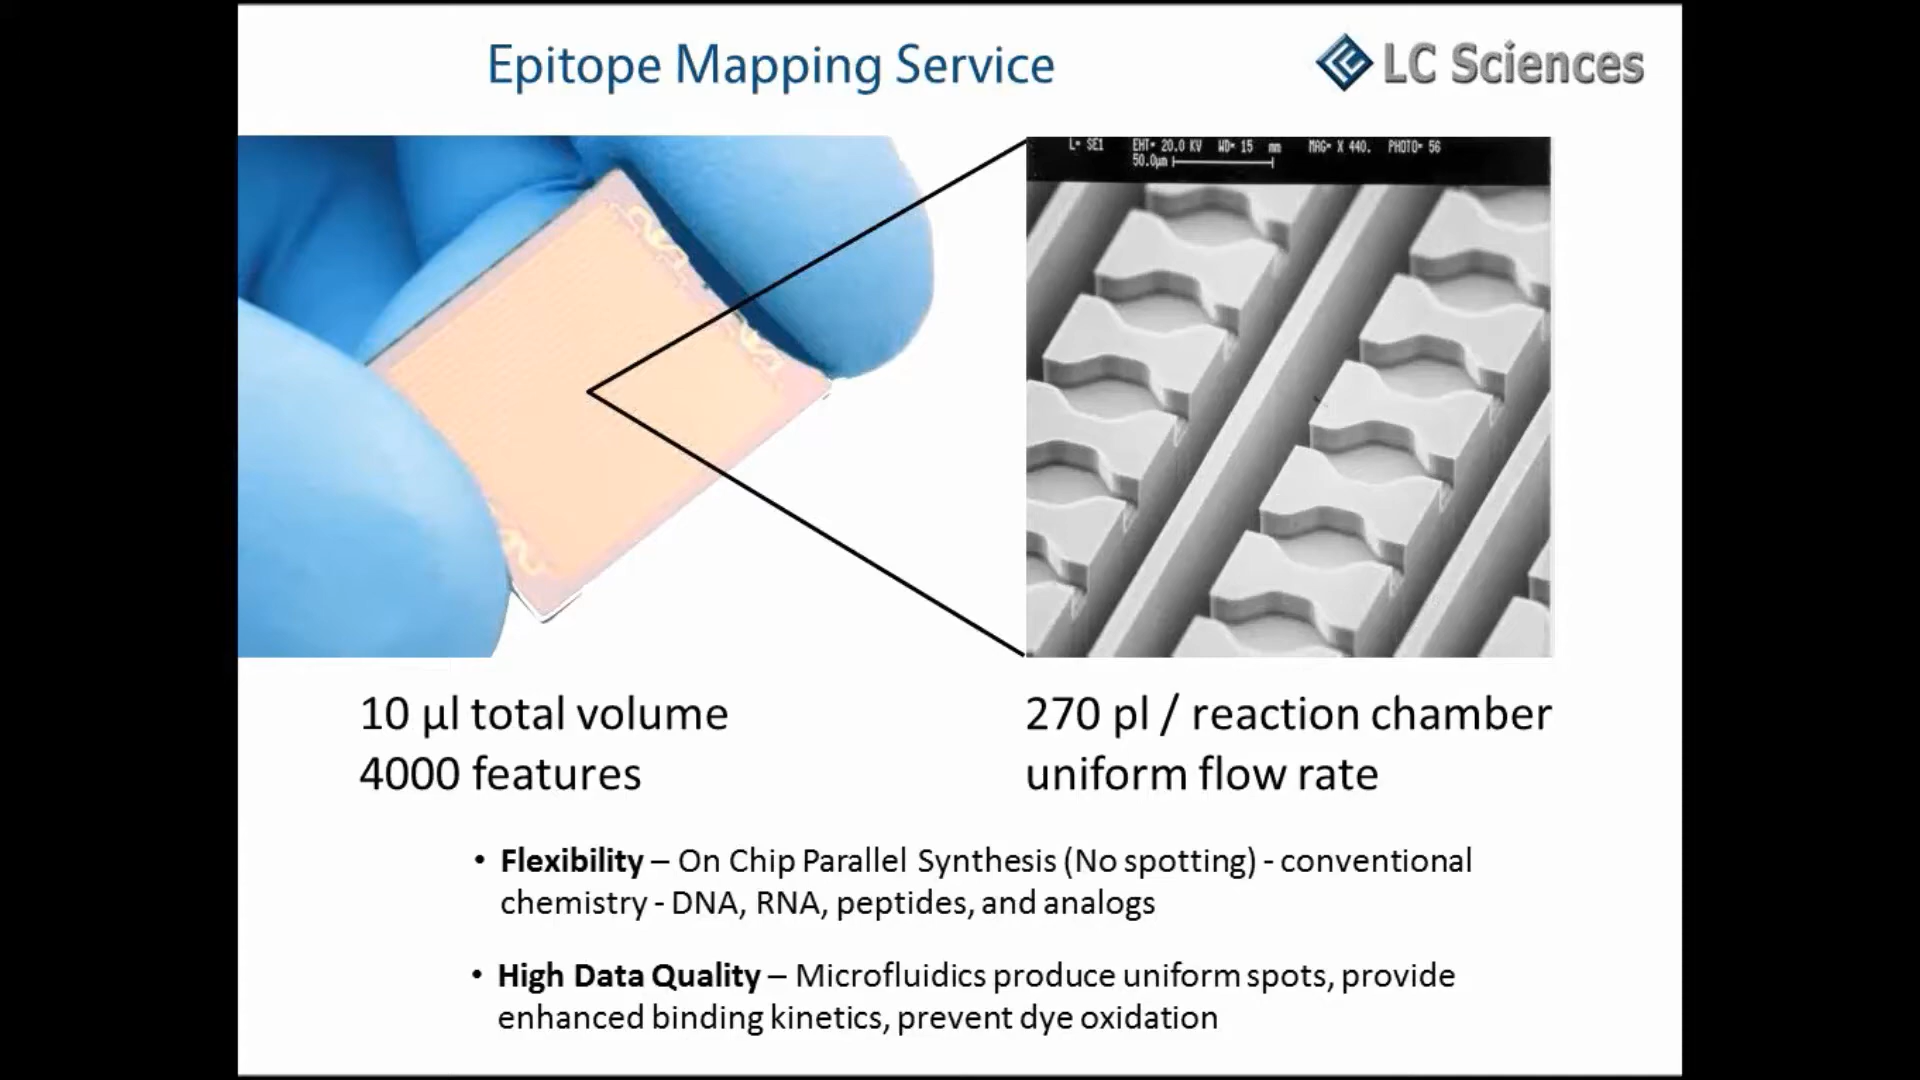 Epitope Mapping Service
LC Sciences
L= SE1 EHT= 20.0 KV WD= 15 mm MAG= X 440. PHOTO= 56
50.0µm
10 µl total volume
4000 features
270 pl / reaction chamber
uniform flow rate
• Flexibility – On Chip Parallel Synthesis (No spotting) - conventional
chemistry - DNA, RNA, peptides, and analogs
• High Data Quality – Microfluidics produce uniform spots, provide
enhanced binding kinetics, prevent dye oxidation